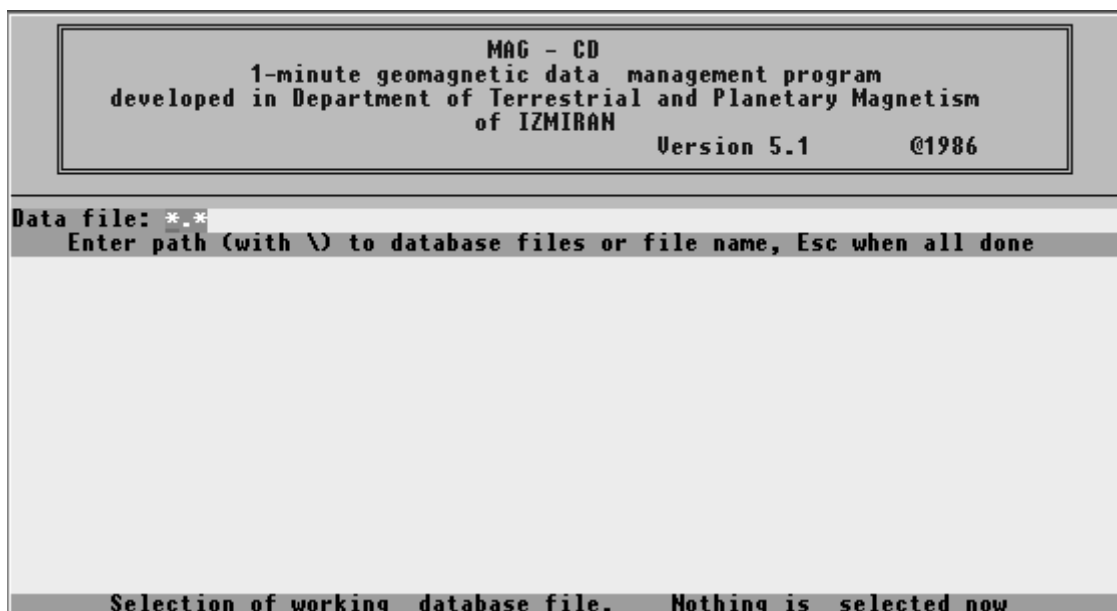 MAG - CD
1-minute geomagnetic data management program
developed in Department of Terrestrial and Planetary Magnetism
of IZMIRAN
Version 5.1 @1986
Data file: *.*
Enter path (with \) to database files or file name, Esc when all done
Selection of working database file. Nothing is selected now